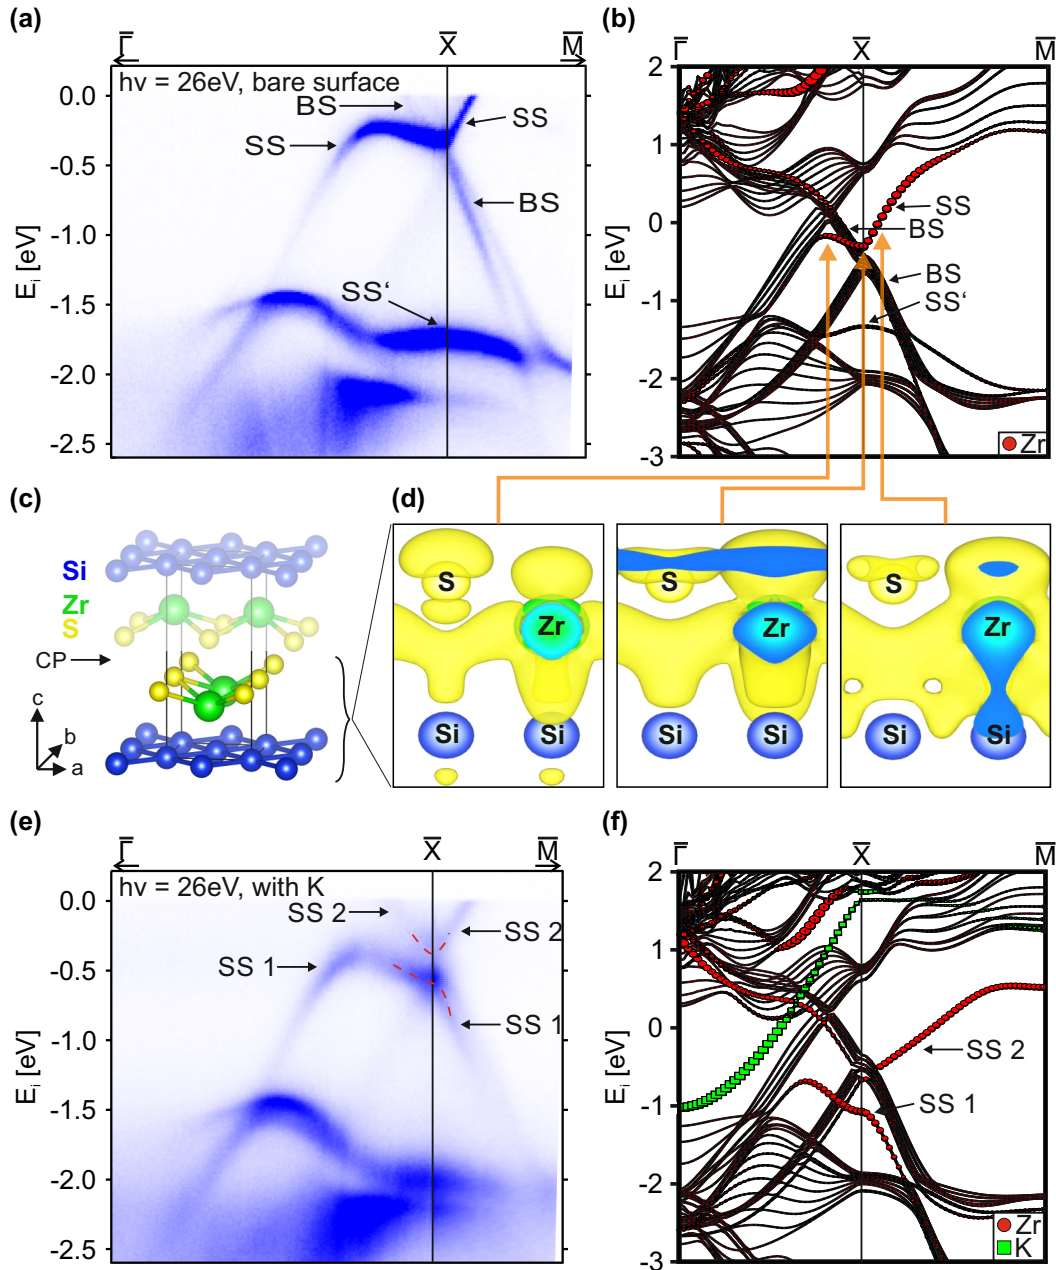 (a)
Γ̅ X̅ M̅
hν = 26eV, bare surface
BS
SS
SS
BS
SS‘
0.0
-0.5
-1.0
-1.5
-2.0
-2.5
Ei [eV]
(b)
Γ̅ X̅ M̅
2
1
0
-1
-2
-3
Ei [eV]
SS
BS
BS
SS‘
Zr
(c)
Si
Zr
S
CP
c
b
a
(d)
S
Zr
Si
Si
S
Zr
Si
Si
S
Zr
Si
Si
(e)
Γ̅ X̅ M̅
hν = 26eV, with K
SS 2
SS 2
SS 1
SS 1
0.0
-0.5
-1.0
-1.5
-2.0
-2.5
Ei [eV]
(f)
Γ̅ X̅ M̅
2
1
0
-1
-2
-3
Ei [eV]
SS 2
SS 1
Zr
K